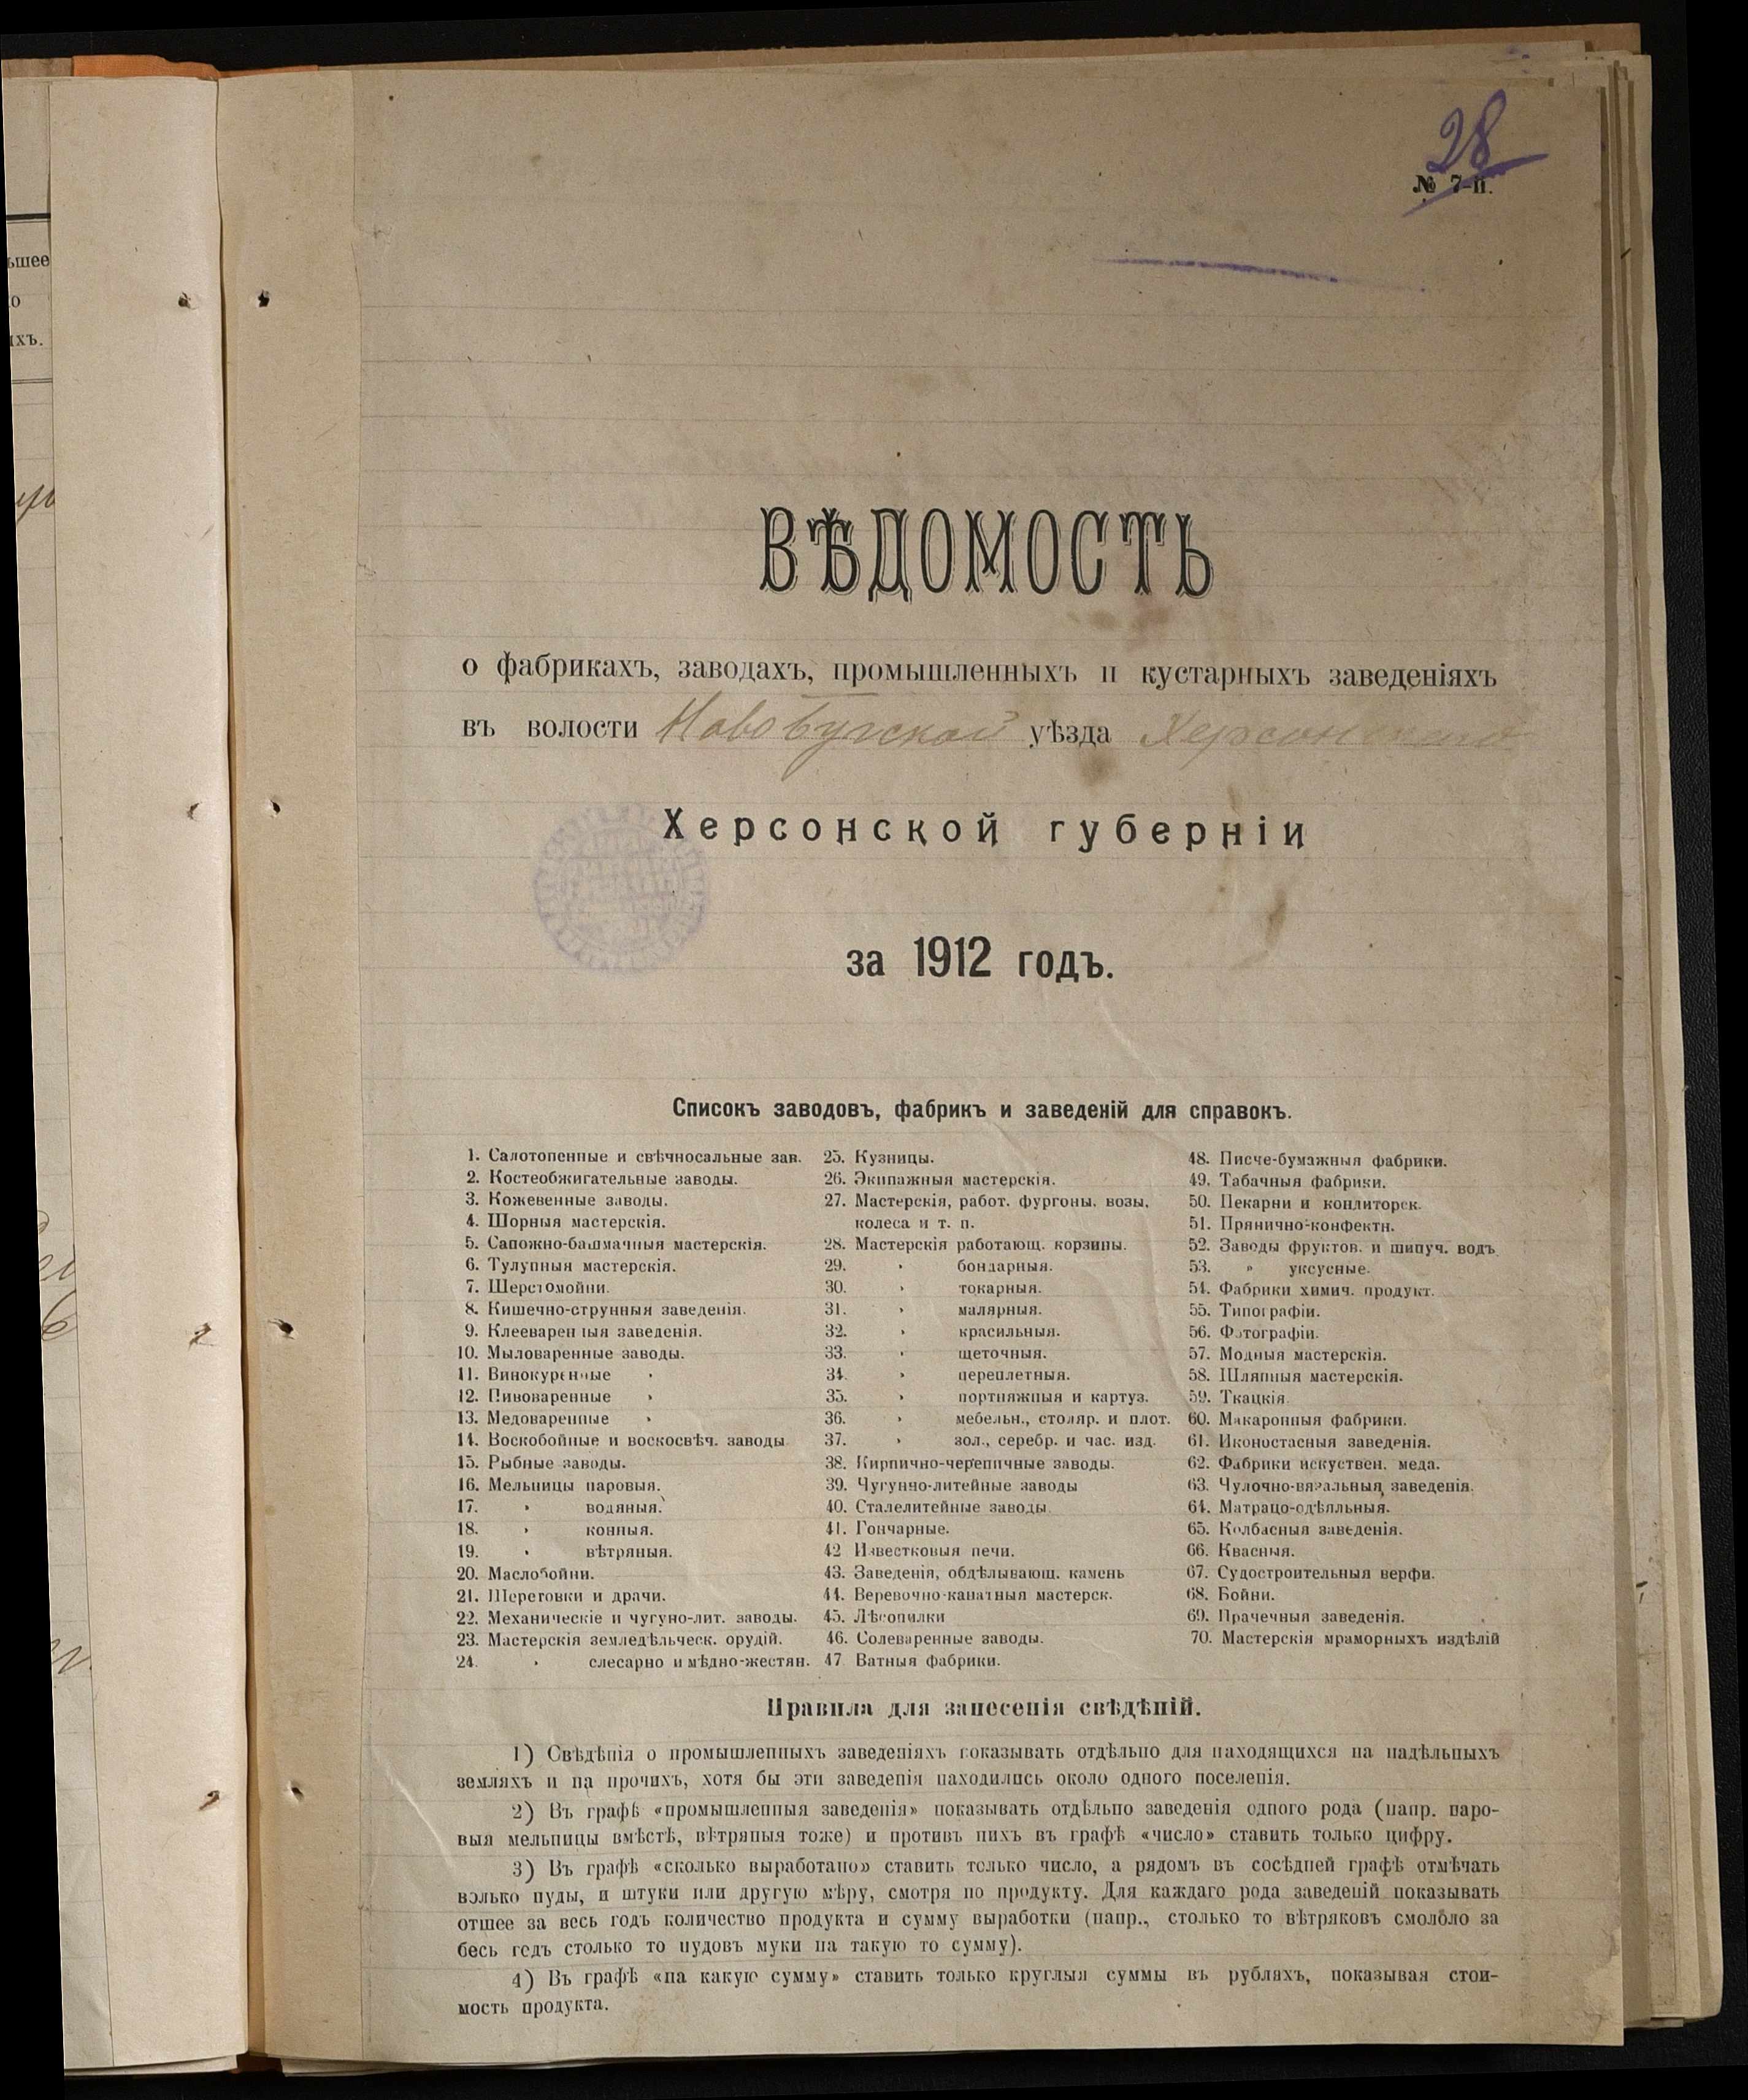 28
№ 7-й.
ьшее
о
ихъ.
ВѢДОМОСТЬ
о фабрикахъ, заводахъ, промышленныхъ и кустарныхъ заведеніяхъ
въ волости Новобугской уѣзда Херсонскаго
Херсонской губерніи
за 1912 годъ.
Списокъ заводовъ, фабрикъ и заведеній для справокъ.
1. Салотопенные и свѣчносальные зав.
2. Костеобжигательные заводы.
3. Кожевенные заводы.
4. Шорныя мастерскія.
5. Сапожно-башмачныя мастерскія.
6. Тулупныя мастерскія.
7. Шерстомойни.
8. Кишечно-струнныя заведенія.
9. Клееваренныя заведенія.
10. Мыловаренные заводы.
11. Винокуренные »
12. Пивоваренные »
13. Медоваренные »
14. Воскобойные и воскосвѣч. заводы
15. Рыбные заводы.
16. Мельницы паровыя.
17. » водяныя.
18. » конныя.
19. » вѣтряныя.
20. Маслобойни.
21. Шеретовки и драчи.
22. Механическіе и чугуно-лит. заводы.
23. Мастерскія земледѣльческ. орудій.
24. » слесарно и мѣдно-жестян.
25. Кузницы.
26. Экипажныя мастерскія.
27. Мастерскія, работ. фургоны, возы,
колеса и т. п.
28. Мастерскія работающ. корзины.
29. » бондарныя.
30. » токарныя.
31. » малярныя.
32. » красильныя.
33. » щеточныя.
34. » переплетныя.
35. » портняжныя и картуз.
36. » мебельн., столяр. и плот.
37. » зол., серебр. и час. изд.
38. Кирпично-черепичные заводы.
39. Чугунно-литейные заводы
40. Сталелитейные заводы.
41. Гончарные.
42 Известковыя печи.
43. Заведенія, обдѣлывающ. камень
44. Веревочно-канатныя мастерск.
45. Лѣсопилки
46. Солеваренные заводы.
47 Ватныя фабрики.
48. Писче-бумажныя фабрики.
49. Табачныя фабрики.
50. Пекарни и кондиторск.
51. Прянично-конфектн.
52. Заводы фруктов. и шипуч. водъ
53. » уксусные.
54. Фабрики химич. продукт.
55. Типографіи.
56. Фотографіи.
57. Модныя мастерскія.
58. Шляпныя мастерскія.
59. Ткацкія.
60. Макаронныя фабрики.
61. Иконостасныя заведенія.
62. Фабрики искуствен. меда.
63. Чулочно-вязальныя заведенія.
64. Матрацо-одѣяльныя.
65. Колбасныя заведенія.
66. Квасныя.
67. Судостроительныя верфи.
68. Бойни.
69. Прачечныя заведенія.
70. Мастерскія мраморныхъ издѣлій
Правила для занесенія свѣдѣній.
1) Свѣдѣнія о промышленныхъ заведеніяхъ показывать отдѣльно для находящихся на надѣльныхъ
земляхъ и на прочихъ, хотя бы эти заведенія находились около одного поселенія.
2) Въ графѣ «промышленныя заведенія» показывать отдѣльно заведенія одного рода (напр. паро-
выя мельницы вмѣстѣ, вѣтряныя тоже) и противъ нихъ въ графѣ «число» ставить только цифру.
3) Въ графѣ «сколько выработано» ставить только число, а рядомъ въ сосѣдней графѣ отмѣчать
волько пуды, и штуки или другую мѣру, смотря по продукту. Для каждаго рода заведеній показывать
отшее за весь годъ количество продукта и сумму выработки (напр., столько то вѣтряковъ смололо за
бесь годъ столько то пудовъ муки на такую то сумму).
4) Въ графѣ «на какую сумму» ставить только круглыя суммы въ рубляхъ, показывая стои-
мость продукта.